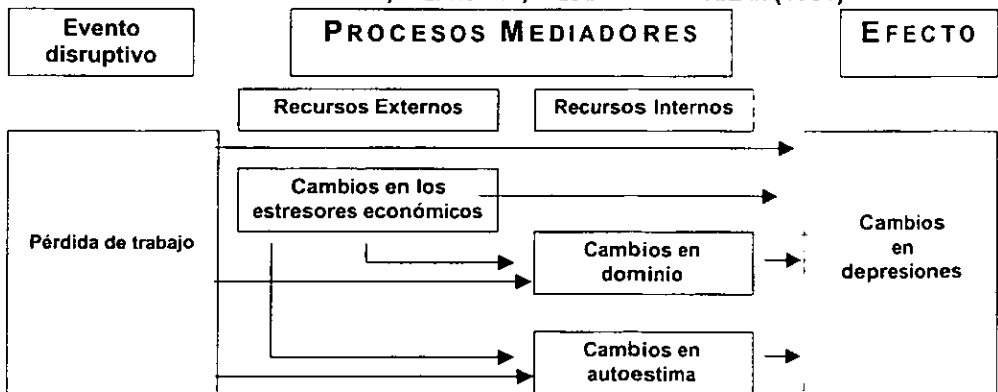 Evento
disruptivo
PROCESOS MEDIADORES
EFECTO
Recursos Externos
Recursos Internos
Cambios en los
estresores económicos
Pérdida de trabajo
Cambios en
dominio
Cambios
en
depresiones
Cambios en
autoestima